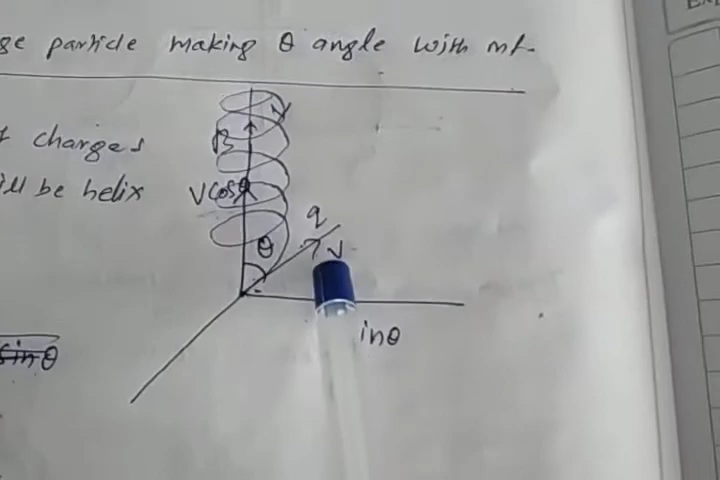 ge particle making θ angle with mf
charges
ill be helix
B
V
Vcosθ
q
θ
V
inθ
sinθ